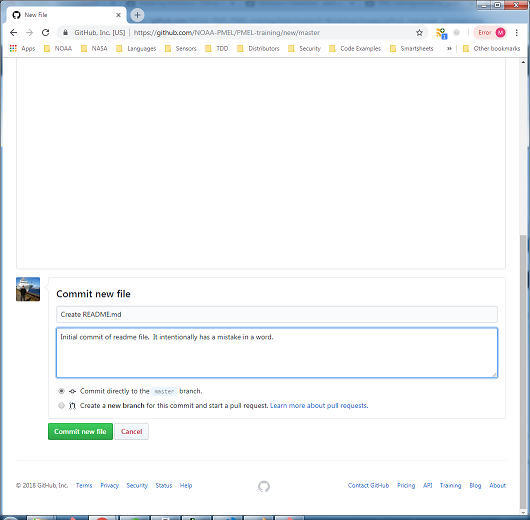 New File
GitHub, Inc. [US] | https://github.com/NOAA-PMEL/PMEL-training/new/master
Error M
Apps NOAA NASA Languages Sensors TDD Distributors Security Code Examples Smartsheets » Other bookmarks
Commit new file
Create README.md
Initial commit of readme file. It intentionally has a mistake in a word.
Commit directly to the master branch.
Create a new branch for this commit and start a pull request. Learn more about pull requests.
Commit new file Cancel
© 2018 GitHub, Inc. Terms Privacy Security Status Help Contact GitHub Pricing API Training Blog About